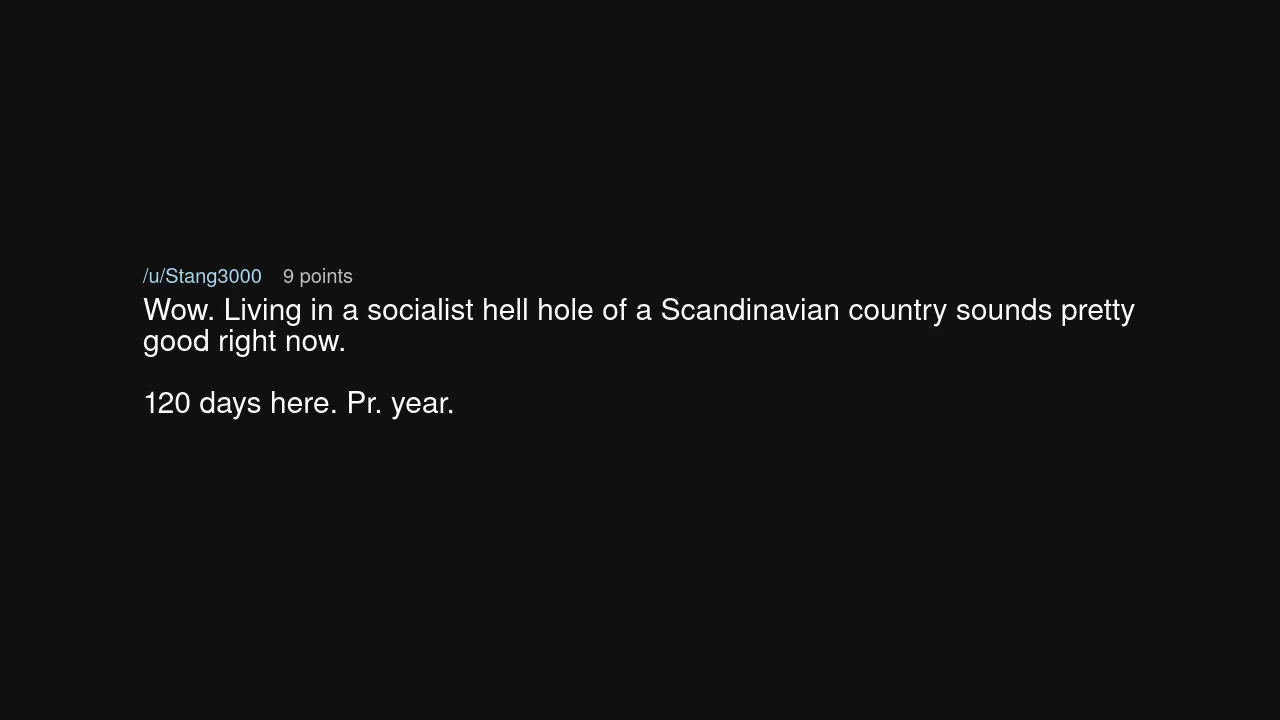 /u/Stang3000 9 points
Wow. Living in a socialist hell hole of a Scandinavian country sounds pretty
good right now.
120 days here. Pr. year.